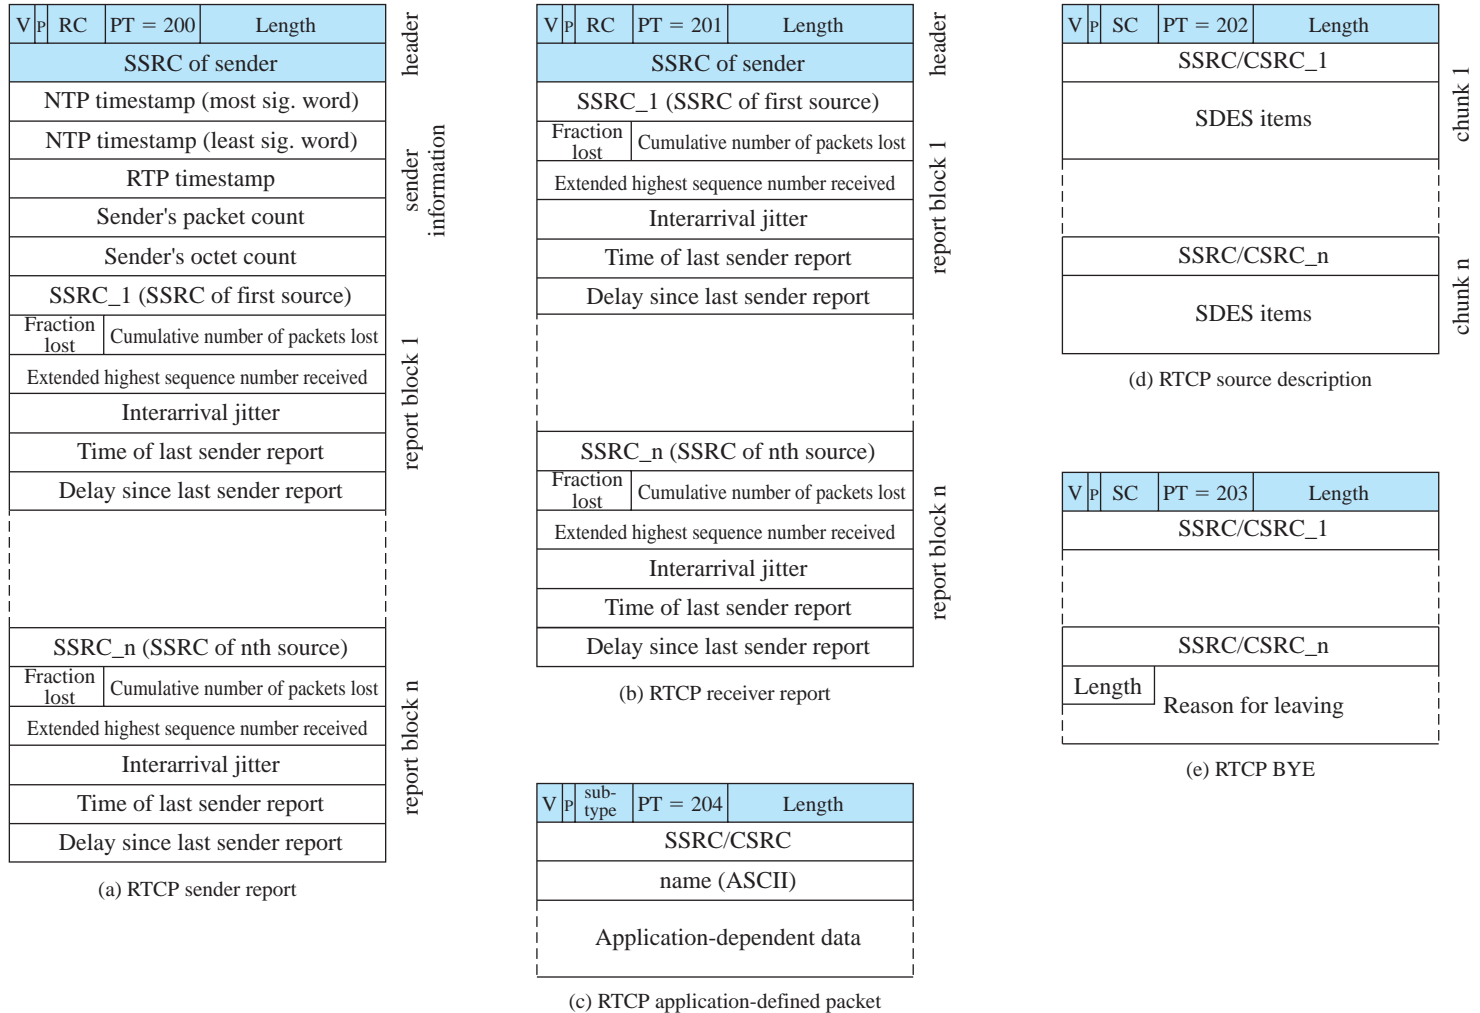 V P RC PT = 200 Length
SSRC of sender
header
NTP timestamp (most sig. word)
NTP timestamp (least sig. word)
RTP timestamp
Sender's packet count
Sender's octet count
sender
information
SSRC_1 (SSRC of first source)
Fraction
lost
Cumulative number of packets lost
Extended highest sequence number received
Interarrival jitter
Time of last sender report
Delay since last sender report
report block 1
SSRC_n (SSRC of nth source)
Fraction
lost
Cumulative number of packets lost
Extended highest sequence number received
Interarrival jitter
Time of last sender report
Delay since last sender report
report block n
(a) RTCP sender report
V P RC PT = 201 Length
SSRC of sender
header
SSRC_1 (SSRC of first source)
Fraction
lost
Cumulative number of packets lost
Extended highest sequence number received
Interarrival jitter
Time of last sender report
Delay since last sender report
report block 1
SSRC_n (SSRC of nth source)
Fraction
lost
Cumulative number of packets lost
Extended highest sequence number received
Interarrival jitter
Time of last sender report
Delay since last sender report
report block n
(b) RTCP receiver report
V P sub-
type PT = 204 Length
SSRC/CSRC
name (ASCII)
Application-dependent data
(c) RTCP application-defined packet
V P SC PT = 202 Length
SSRC/CSRC_1
SDES items
chunk 1
SSRC/CSRC_n
SDES items
chunk n
(d) RTCP source description
V P SC PT = 203 Length
SSRC/CSRC_1
SSRC/CSRC_n
Length
Reason for leaving
(e) RTCP BYE